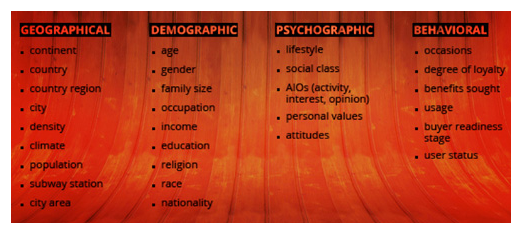 GEOGRAPHICAL
continent
country
country region
city
density
climate
population
subway station
city area
DEMOGRAPHIC
age
gender
family size
occupation
income
education
religion
race
nationality
PSYCHOGRAPHIC
lifestyle
social class
AIOs (activity,
interest, opinion)
personal values
attitudes
BEHAVIORAL
occasions
degree of loyalty
benefits sought
usage
buyer readiness
stage
user status